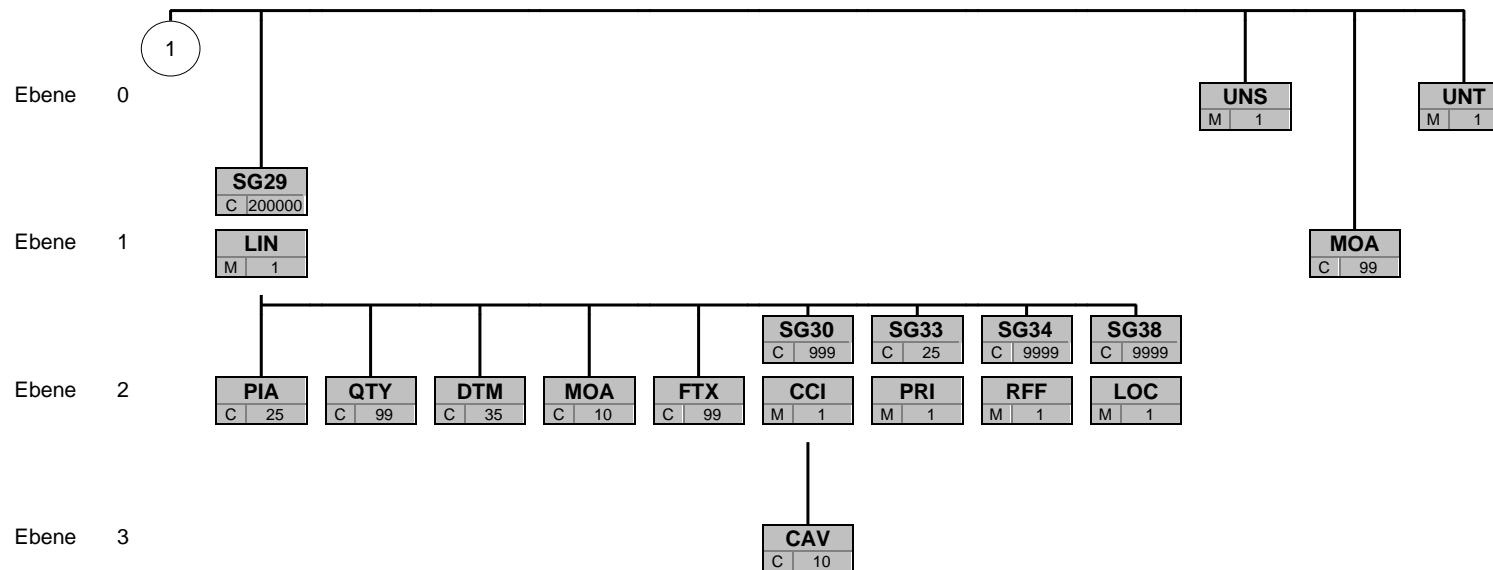 1
Ebene 0
UNS
M 1
UNT
M 1
SG29
C 200000
Ebene 1
LIN
M 1
MOA
C 99
SG30
C 999
SG33
C 25
SG34
C 9999
SG38
C 9999
Ebene 2
PIA
C 25
QTY
C 99
DTM
C 35
MOA
C 10
FTX
C 99
CCI
M 1
PRI
M 1
RFF
M 1
LOC
M 1
Ebene 3
CAV
C 10